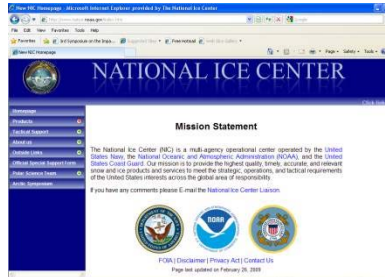 New NIC Homepage - Microsoft Internet Explorer provided by The National Ice Center
File Edit View Favorites Tools Help
Favorites
Free Hotmail
New NIC Homepage
Page Safety Tools
NATIONAL ICE CENTER
Homepage
Products
Tactical Support
About us
Outside Links
Official Special Support Form
Polar Science Team
Arctic Symposium
Mission Statement
The National Ice Center (NIC) is a multi-agency operational center operated by the United
States Navy, the National Oceanic and Atmospheric Administration (NOAA), and the United
States Coast Guard. Our mission is to provide the highest quality, timely, accurate, and relevant
snow and ice products and services to meet the strategic, operations, and tactical requirements
of the United States interests across the global area of responsibility.
If you have any comments please E-mail the National Ice Center Liaison
NOAA
FOIA | Disclaimer | Privacy Act | Contact Us
Page last updated on February 26, 2009